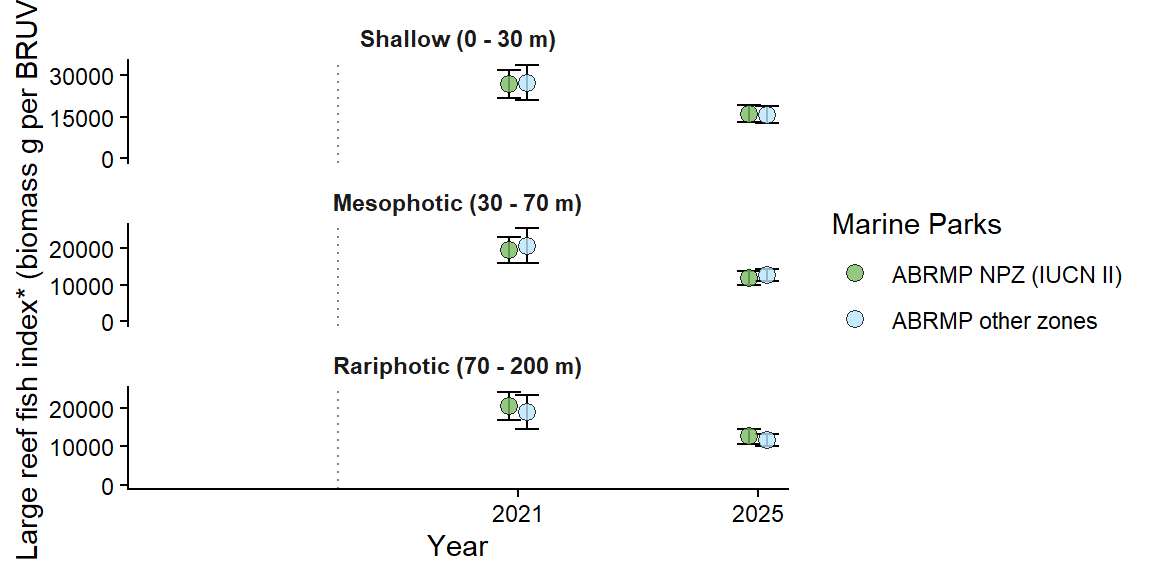 Large reef fish index* (biomass g per BRUV
Shallow (0 - 30 m)
30000
15000
0
Mesophotic (30 - 70 m)
20000
10000
0
Rariphotic (70 - 200 m)
20000
10000
0
2021
2025
Year
Marine Parks
ABRMP NPZ (IUCN II)
ABRMP other zones